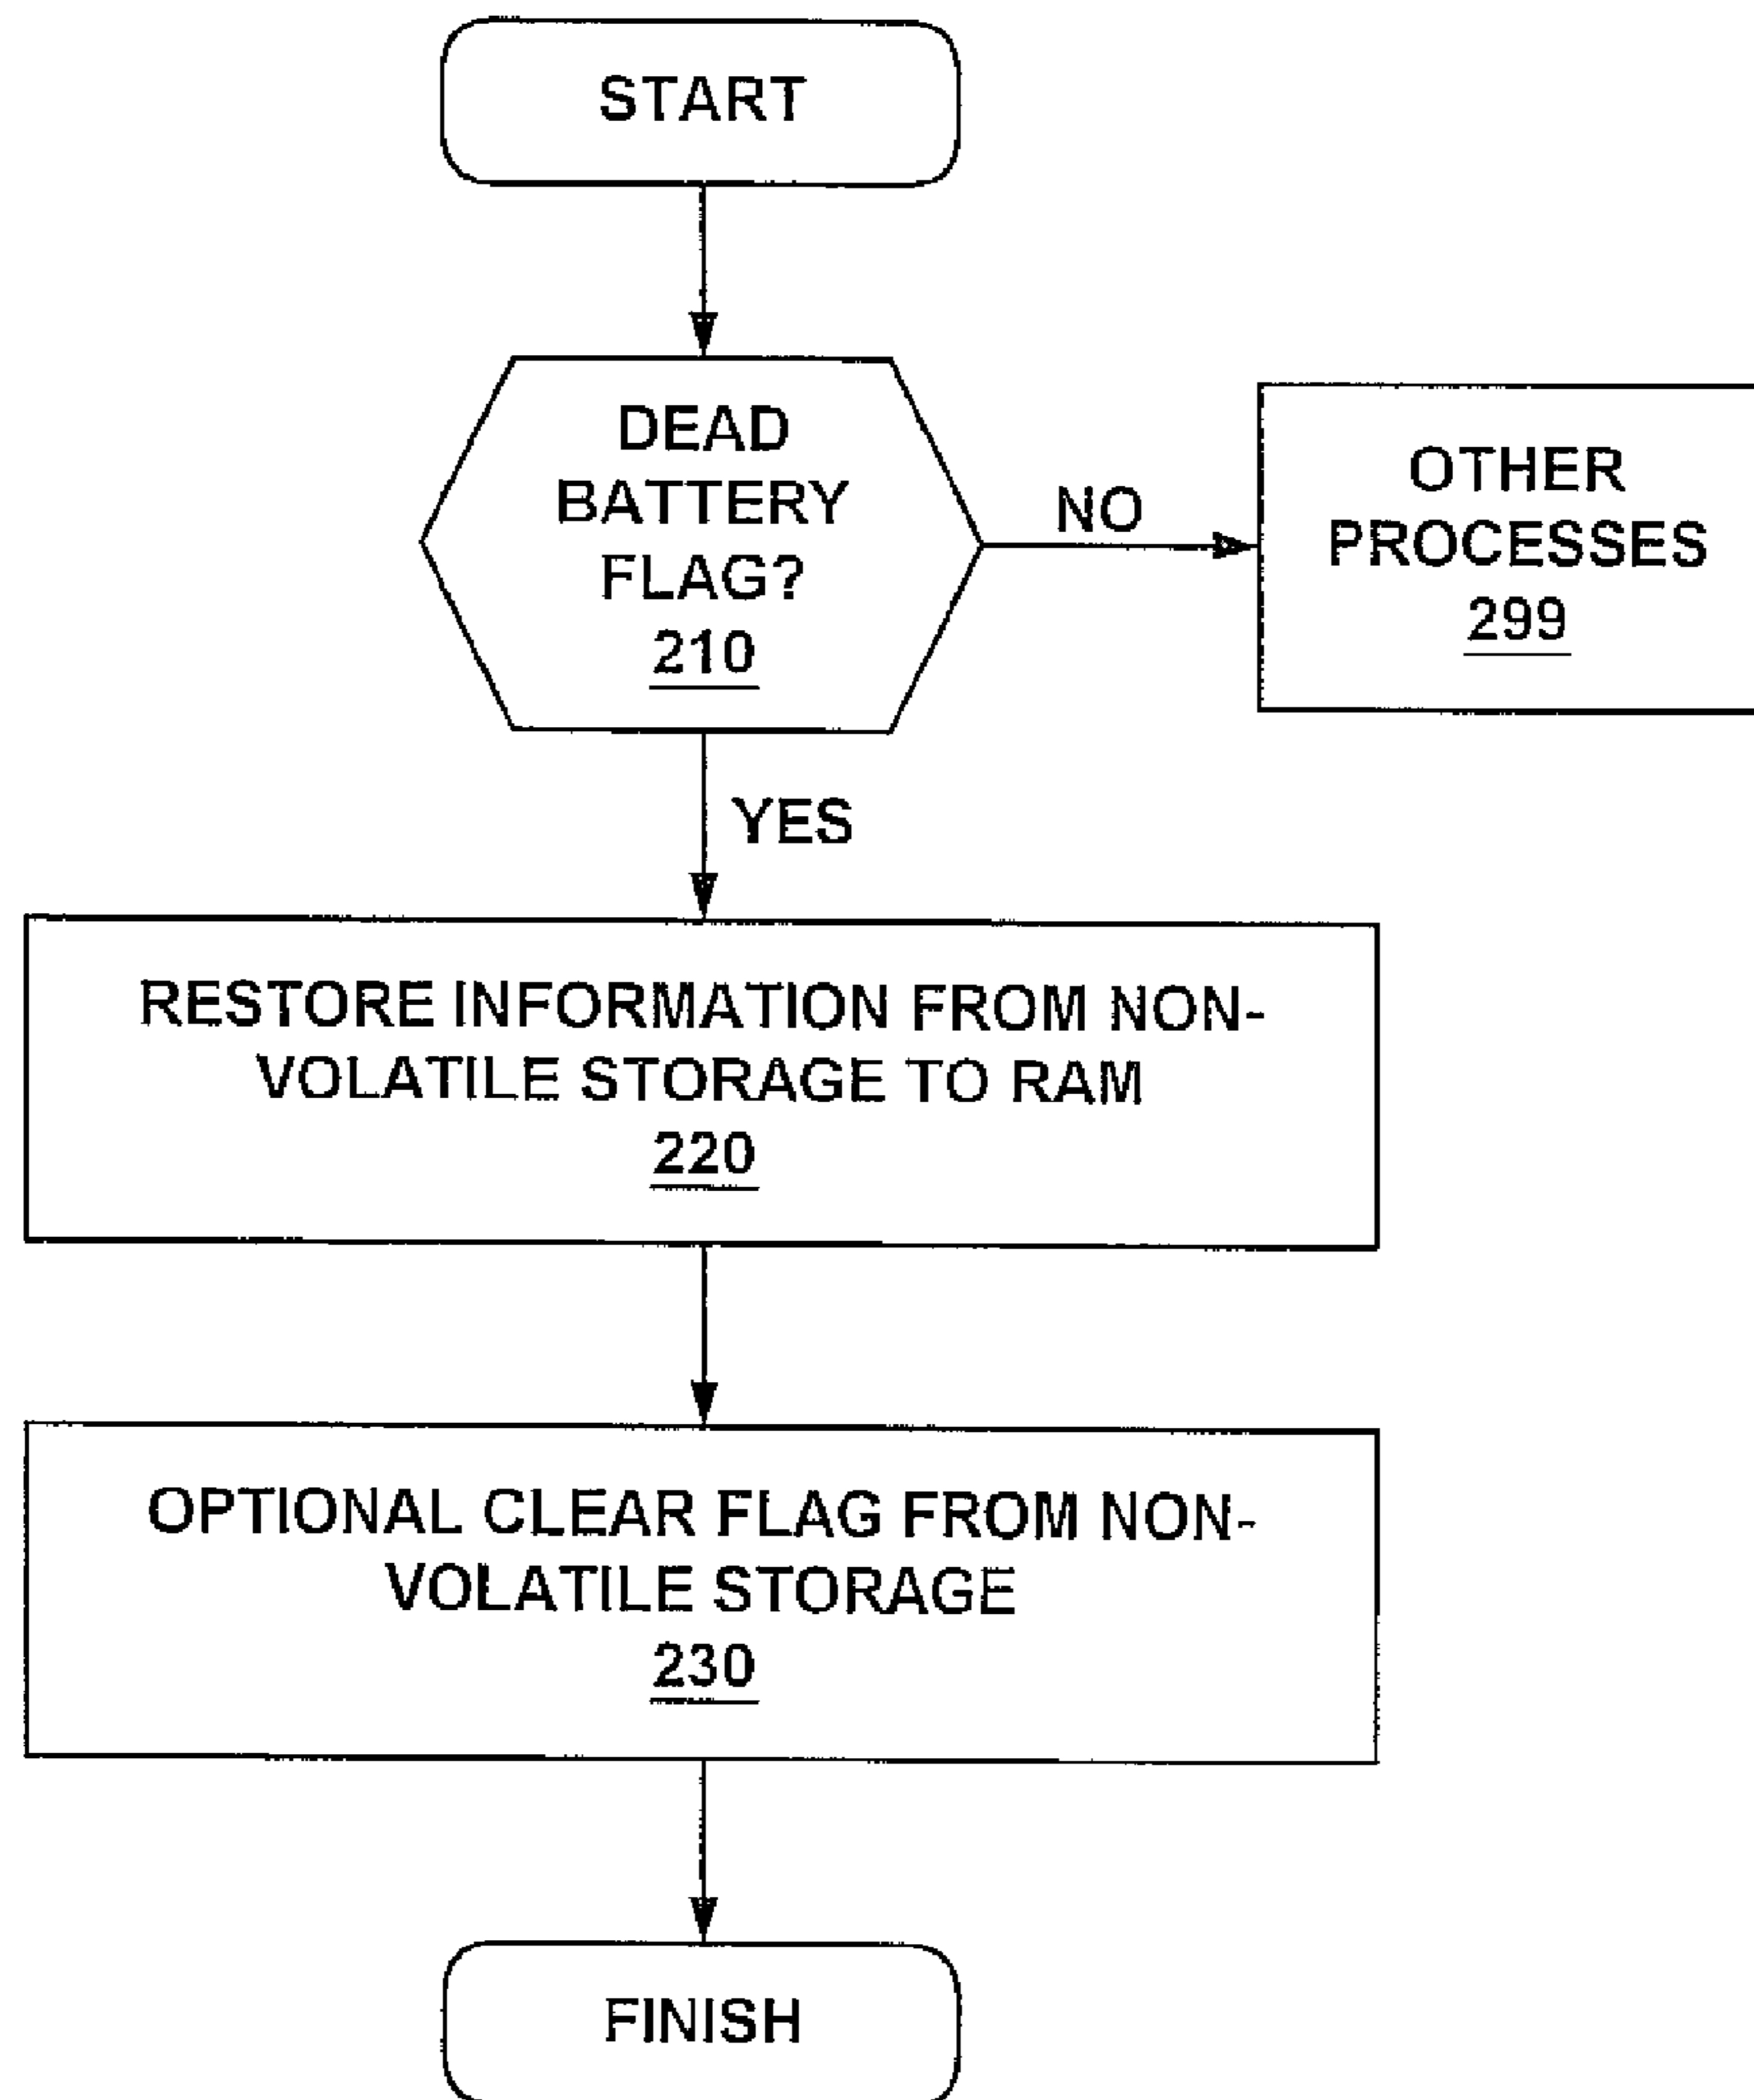 START
DEAD
BATTERY
FLAG?
210
NO
OTHER
PROCESSES
299
YES
RESTORE INFORMATION FROM NON-
VOLATILE STORAGE TO RAM
220
OPTIONAL CLEAR FLAG FROM NON-
VOLATILE STORAGE
230
FINISH